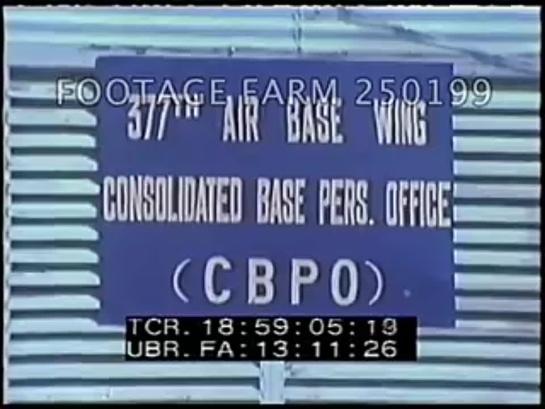 FOOTAGE FARM 250199
377TH AIR BASE WING
CONSOLIDATED BASE PERS. OFFICE
(CBPO)
TCR. 18:59:05:19
UBR. FA:13:11:26